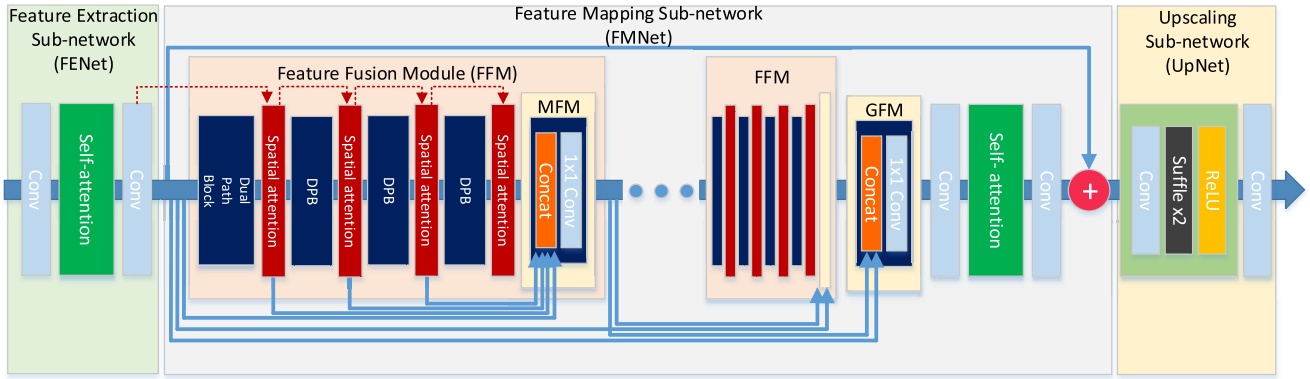 Feature Extraction
Sub-network
(FENet)
Conv
Self-attention
Conv
Feature Mapping Sub-network
(FMNet)
Feature Fusion Module (FFM)
Dual
Path
Block
Spatial attention
DPB
Spatial attention
DPB
Spatial attention
DPB
Spatial attention
MFM
Concat
1x1 Conv
FFM
GFM
Concat
1x1 Conv
Conv
Self- attention
Conv
+
Upscaling
Sub-network
(UpNet)
Conv
Suffle x2
ReLU
Conv